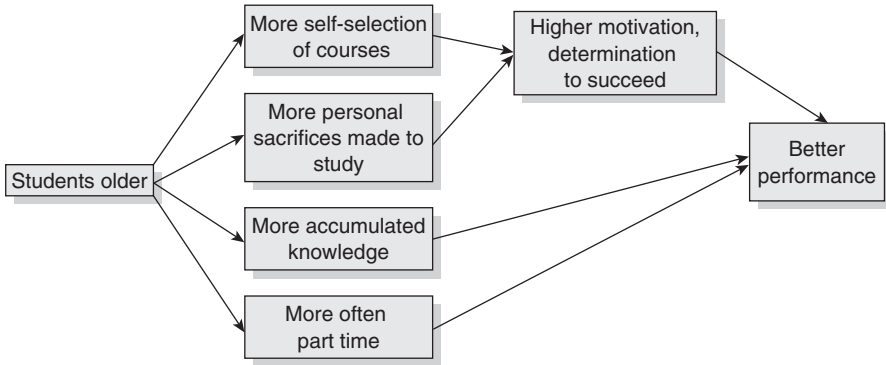 Students older
More self-selection
of courses
More personal
sacrifices made to
study
More accumulated
knowledge
More often
part time
Higher motivation,
determination
to succeed
Better
performance